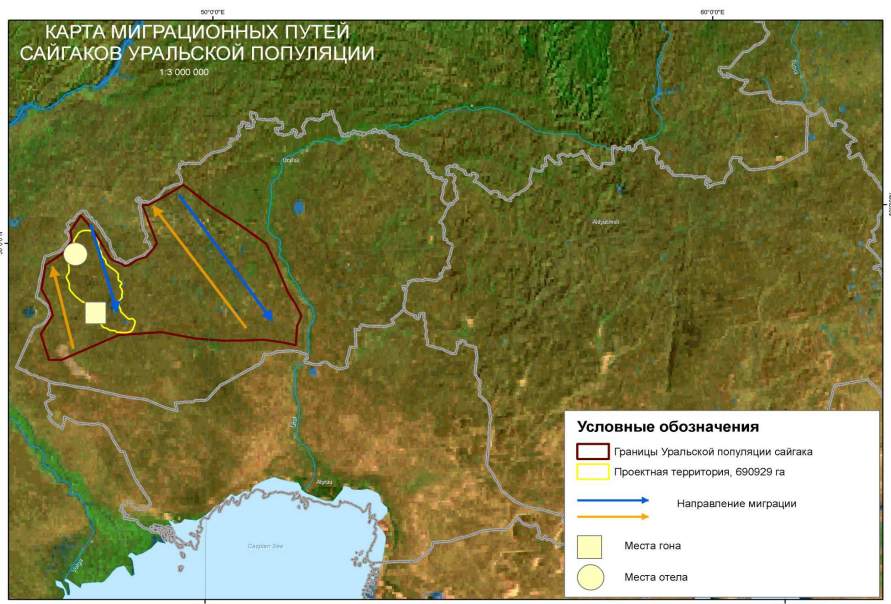 50°0'0"E
60°0'0"E
КАРТА МИГРАЦИОННЫХ ПУТЕЙ
САЙГАКОВ УРАЛЬСКОЙ ПОПУЛЯЦИИ
1:3 000 000
Uralsk
Ural
Atyrau
Caspian Sea
Volga
Условные обозначения
Границы Уральской популяции сайгака
Проектная территория, 690929 га
Направление миграции
Места гона
Места отела